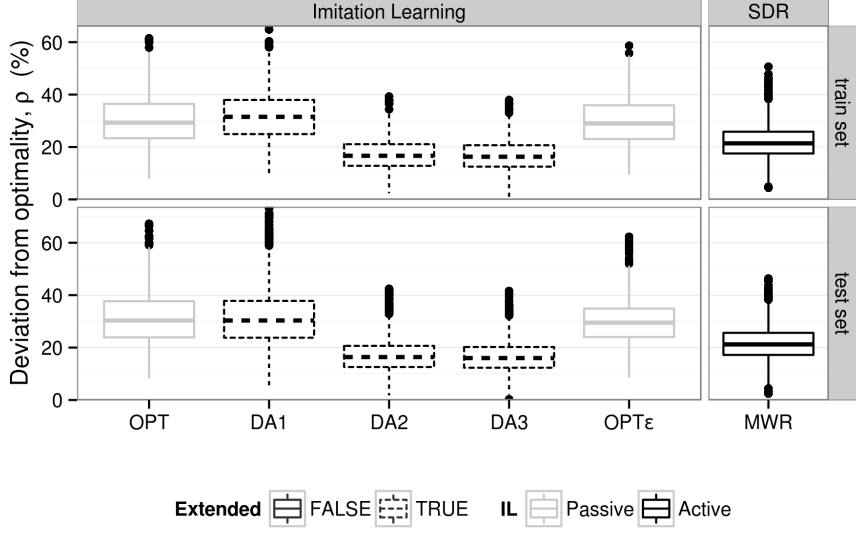 Imitation Learning SDR
Deviation from optimality, ρ (%)
60
40
20
0
train set
60
40
20
0
test set
OPT DA1 DA2 DA3 OPTε MWR
Extended FALSE TRUE IL Passive Active